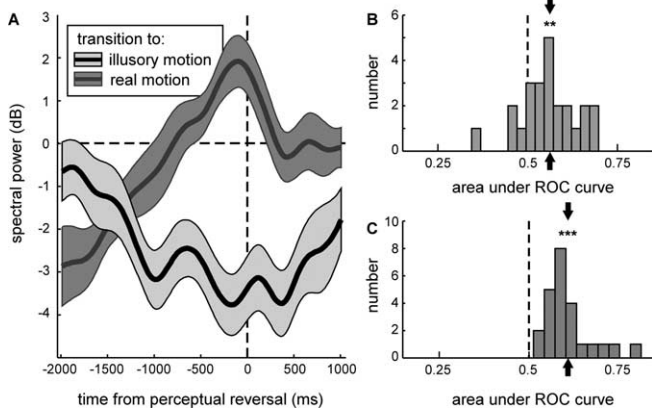 A
transition to:
illusory motion
real motion
spectral power (dB)
3
2
1
0
-1
-2
-3
-4
-2000 -1500 -1000 -500 0 500 1000
time from perceptual reversal (ms)
B
**
number
6
4
2
0
0.25 0.5 0.75
area under ROC curve
C
***
number
10
8
6
4
2
0
0.25 0.5 0.75
area under ROC curve